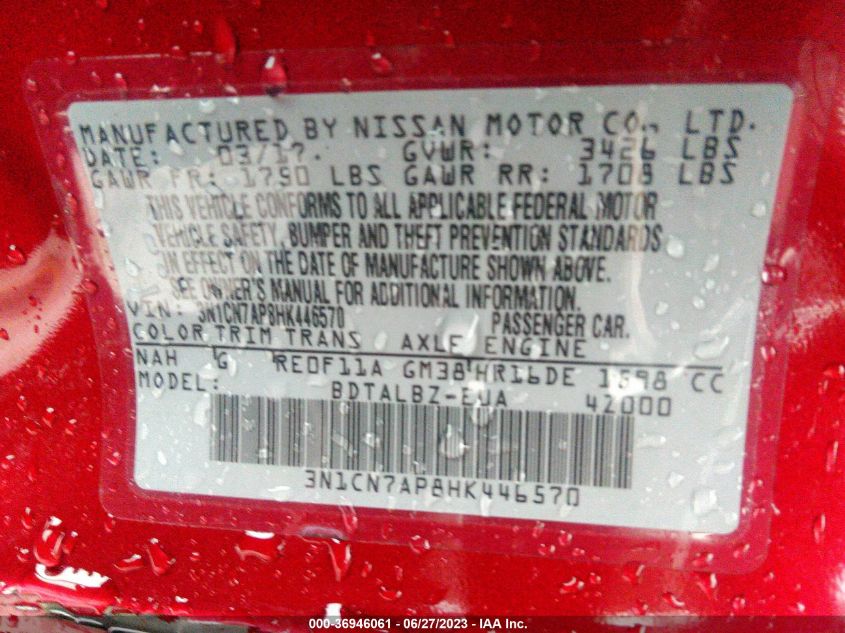 MANUFACTURED BY NISSAN MOTOR CO., LTD.
DATE: 03/17. GVWR: 3426 LBS
GAWR FR: 1750 LBS GAWR RR: 1708 LBS
THIS VEHICLE CONFORMS TO ALL APPLICABLE FEDERAL MOTOR
VEHICLE SAFETY, BUMPER AND THEFT PREVENTION STANDARDS
IN EFFECT ON THE DATE OF MANUFACTURE SHOWN ABOVE.
SEE OWNER'S MANUAL FOR ADDITIONAL INFORMATION.
VIN: 3N1CN7AP8HK446570 PASSENGER CAR.
COLOR TRIM TRANS AXLE ENGINE
NAH G RE0F11A GM38 HR16DE 1598 CC
MODEL: BDTALBZ-EUA 42000
3N1CN7AP8HK446570
000-36946061 - 06/27/2023 - IAA Inc.